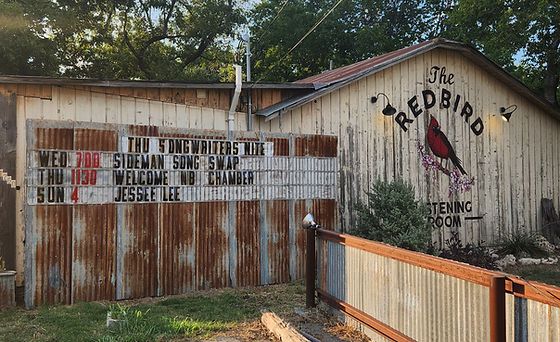 THU SONGWRITERS NITE
WED 700 SIDEMAN SONG SWAP
THU 1130 WELCOME NB CHAMBER
SUN 4 JESSEE LEE
The
REDBIRD
STENING
ROOM